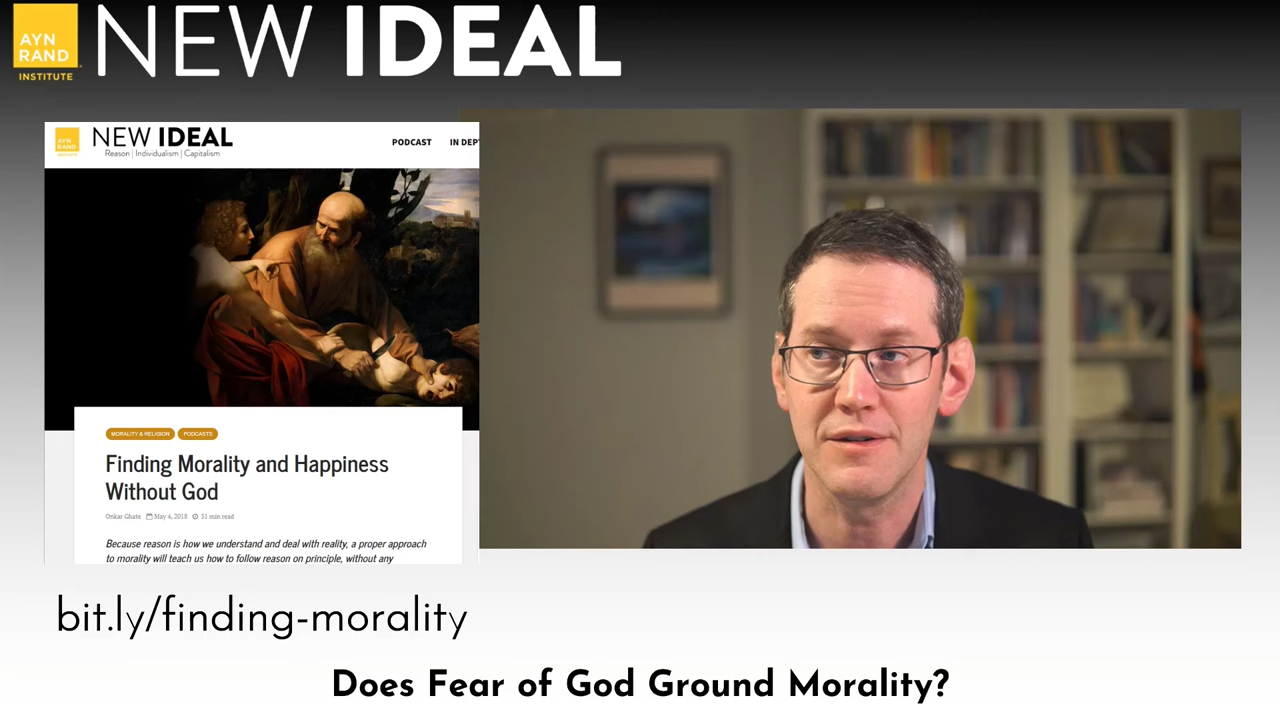 AYN
RAND
INSTITUTE
NEW IDEAL
AYN
RAND
INSTITUTE
NEW IDEAL
Reason | Individualism | Capitalism
PODCAST
IN DEP
MORALITY & RELIGION
PODCASTS
Finding Morality and Happiness
Without God
Onkar Ghate May 4, 2018 31 min read
Because reason is how we understand and deal with reality, a proper approach
to morality will teach us how to follow reason on principle, without any
bit.ly/finding-morality
Does Fear of God Ground Morality?